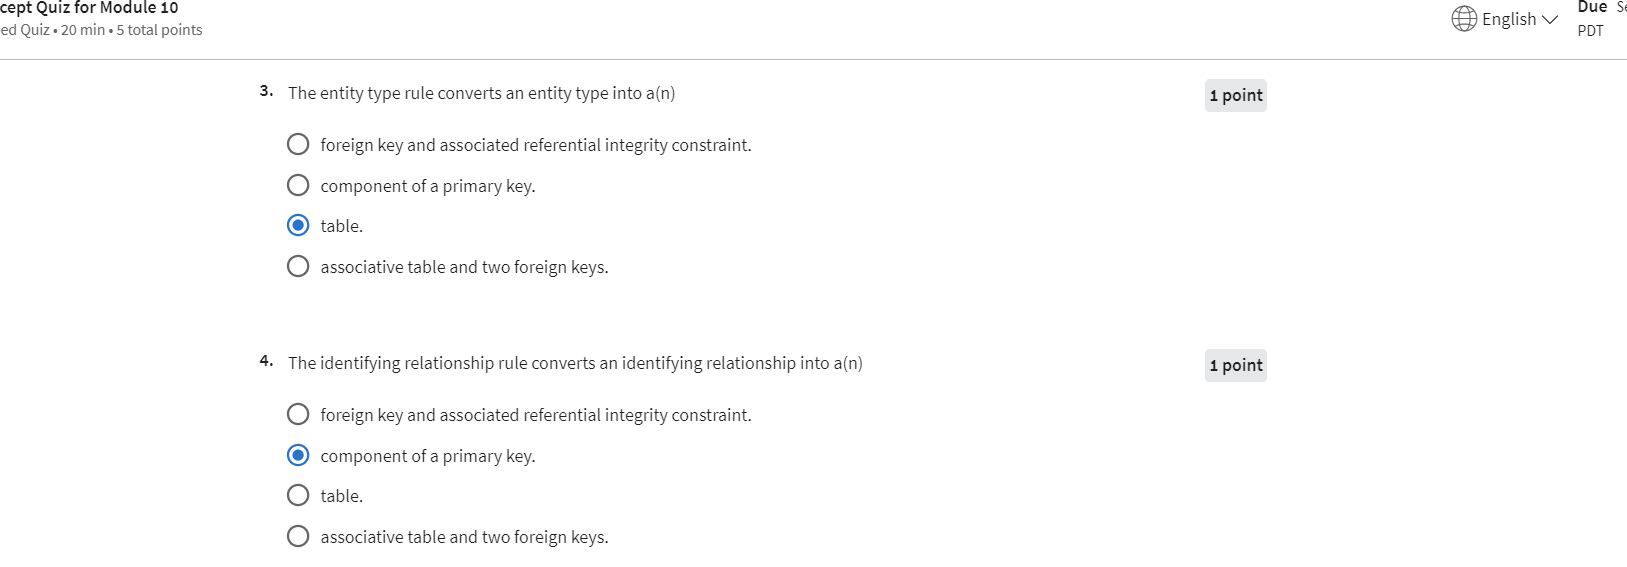 cept Quiz for Module 10
ed Quiz • 20 min • 5 total points
English
Due
PDT
3. The entity type rule converts an entity type into a(n)
1 point
foreign key and associated referential integrity constraint.
component of a primary key.
table.
associative table and two foreign keys.
4. The identifying relationship rule converts an identifying relationship into a(n)
1 point
foreign key and associated referential integrity constraint.
component of a primary key.
table.
associative table and two foreign keys.